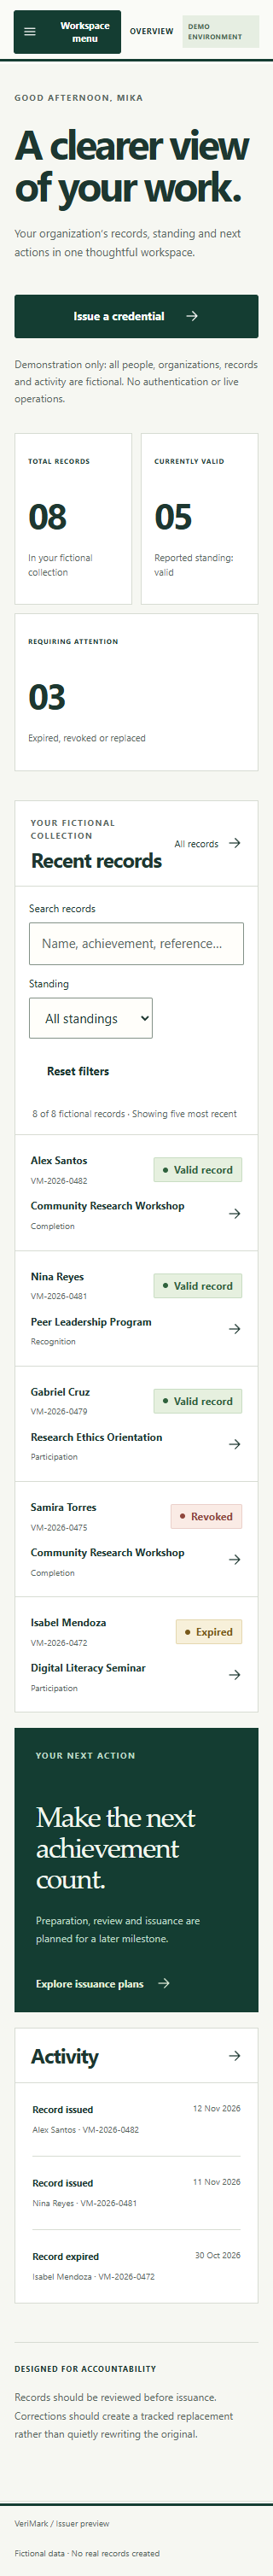 Workspace
menu
OVERVIEW
DEMO
ENVIRONMENT
GOOD AFTERNOON, MIKA
A clearer view
of your work.
Your organization's records, standing and next
actions in one thoughtful workspace.
Issue a credential
Demonstration only: all people, organizations, records
and activity are fictional. No authentication or live
operations.
TOTAL RECORDS
08
In your fictional
collection
CURRENTLY VALID
05
Reported standing:
valid
REQUIRING ATTENTION
03
Expired, revoked or replaced
YOUR FICTIONAL
COLLECTION
Recent records
All records
Search records
Name, achievement, reference...
Standing
All standings
Reset filters
8 of 8 fictional records · Showing five most recent
Alex Santos
VM-2026-0482
Valid record
Community Research Workshop
Completion
Nina Reyes
VM-2026-0481
Valid record
Peer Leadership Program
Recognition
Gabriel Cruz
VM-2026-0479
Valid record
Research Ethics Orientation
Participation
Samira Torres
VM-2026-0475
Revoked
Community Research Workshop
Completion
Isabel Mendoza
VM-2026-0472
Expired
Digital Literacy Seminar
Participation
YOUR NEXT ACTION
Make the next
achievement
count.
Preparation, review and issuance are
planned for a later milestone.
Explore issuance plans
Activity
Record issued
12 Nov 2026
Alex Santos · VM-2026-0482
Record issued
11 Nov 2026
Nina Reyes · VM-2026-0481
Record expired
30 Oct 2026
Isabel Mendoza · VM-2026-0472
DESIGNED FOR ACCOUNTABILITY
Records should be reviewed before issuance.
Corrections should create a tracked replacement
rather than quietly rewriting the original.
VeriMark / Issuer preview
Fictional data · No real records created